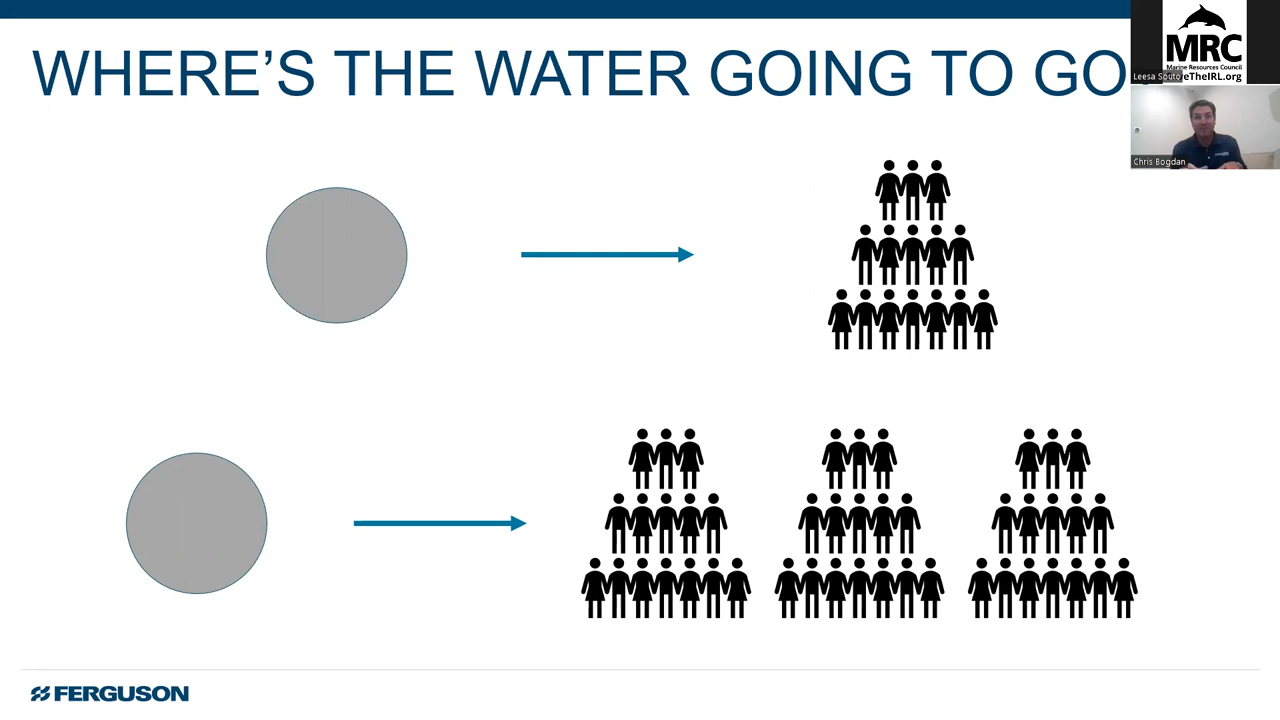 WHERE'S THE WATER GOING TO GO
MRC
Marine Resources Council
Leesa Souto
eTheIRL.org
Chris Bogdan
FERGUSON